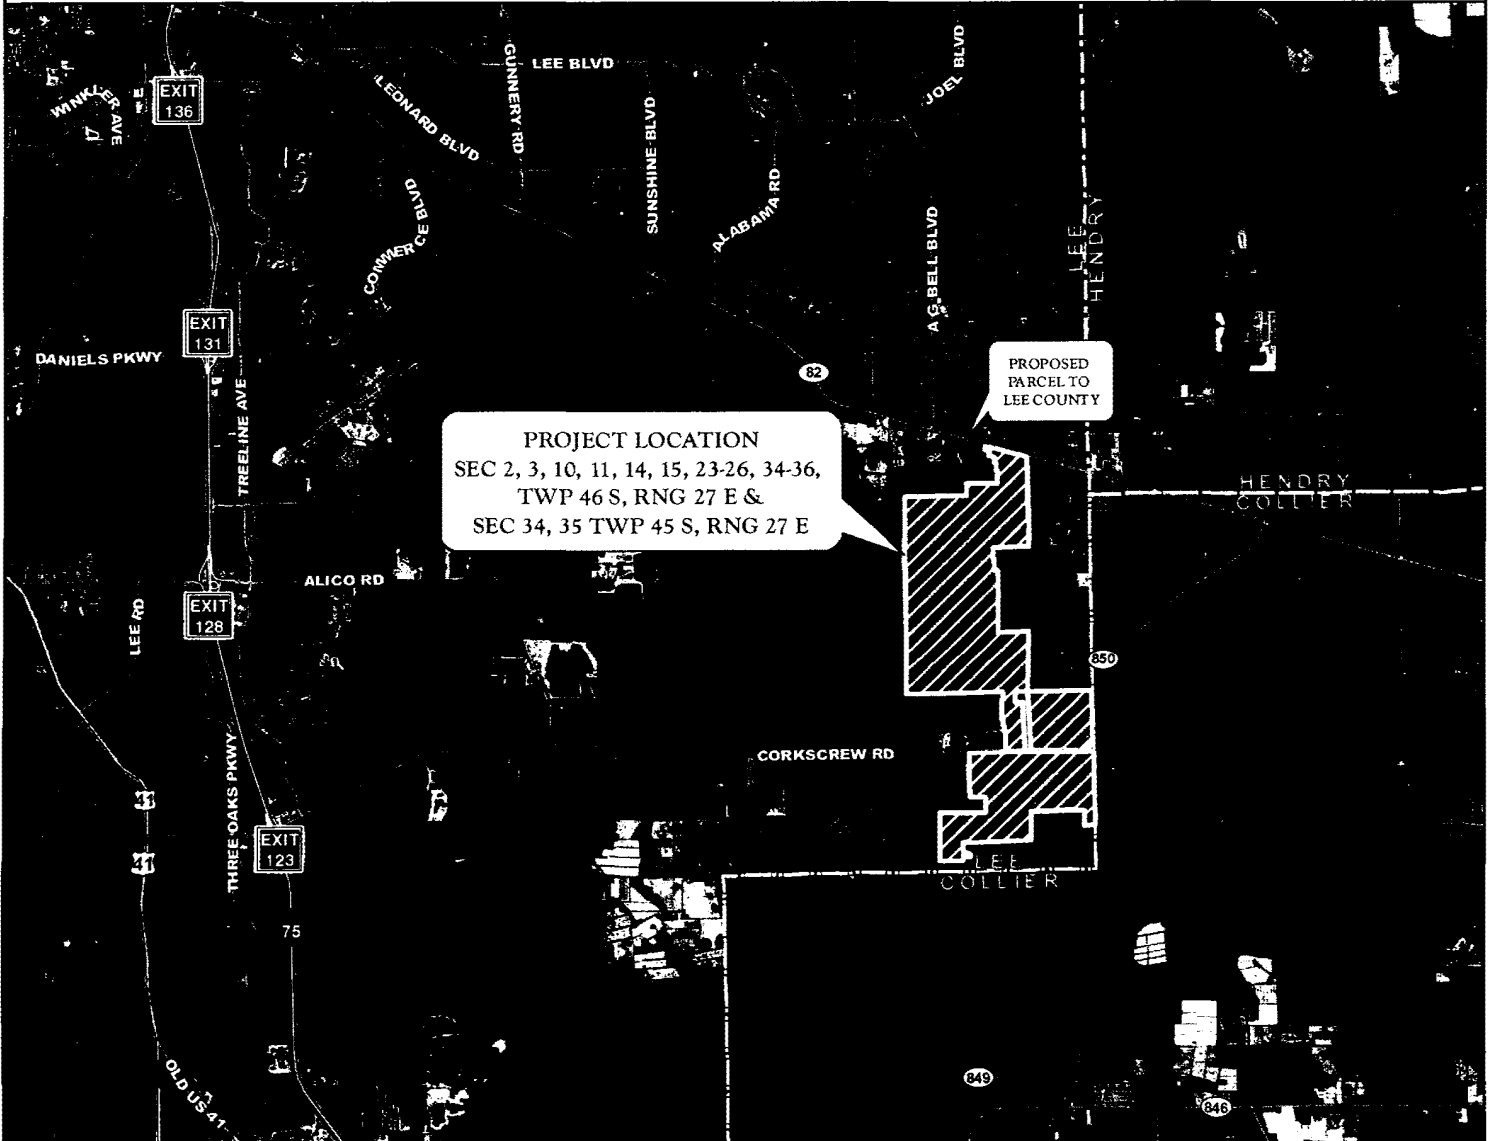 LEE BLVD
JOEL BLVD
GUNNERY RD
WINKLER AVE
EXIT
136
LEONARD BLVD
SUNSHINE BLVD
ALABAMA RD
COMMERCE BLVD
A G BELL BLVD
LEE
HENDRY
EXIT
131
DANIELS PKWY
TREELINE AVE
82
PROPOSED
PARCEL TO
LEE COUNTY
PROJECT LOCATION
SEC 2, 3, 10, 11, 14, 15, 23-26, 34-36,
TWP 46 S, RNG 27 E &
SEC 34, 35 TWP 45 S, RNG 27 E
HENDRY
COLLIER
ALICO RD
LEE RD
EXIT
128
850
THREE OAKS PKWY
CORKSCREW RD
41
EXIT
123
41
LEE
COLLIER
75
OLD US 41
849
846